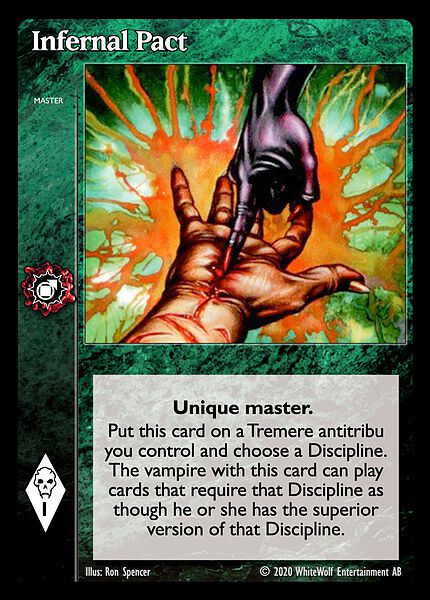 Infernal Pact
MASTER
Unique master.
Put this card on a Tremere antitribu
you control and choose a Discipline.
The vampire with this card can play
cards that require that Discipline as
though he or she has the superior
version of that Discipline.
I
Illus: Ron Spencer
© 2020 WhiteWolf Entertainment AB